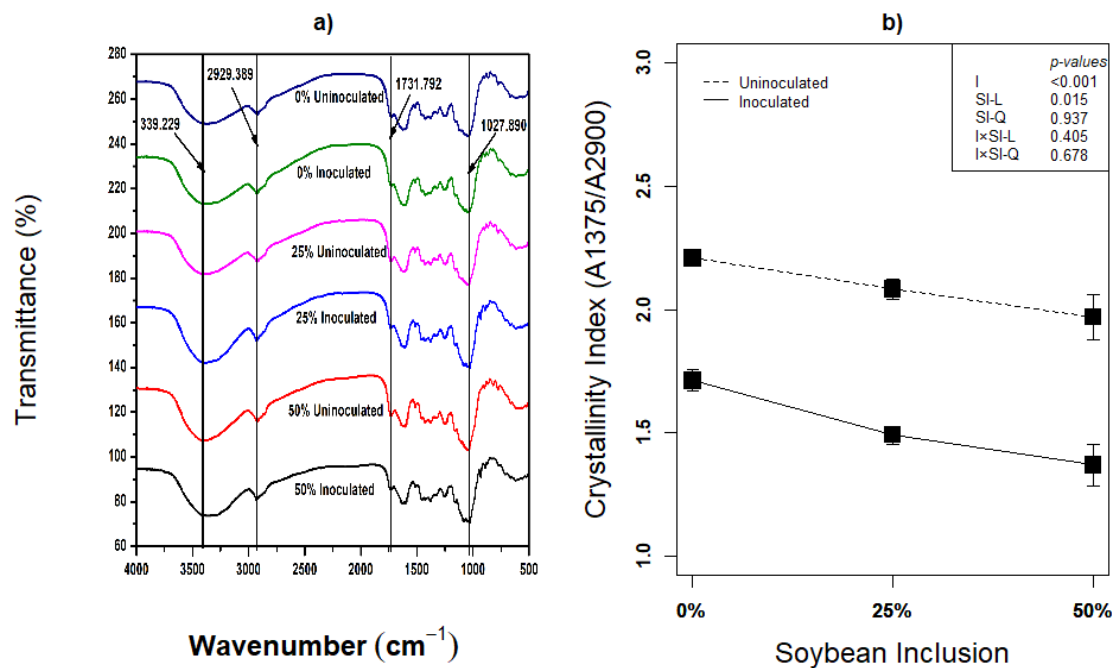 a)
Transmittance (%)
280
260
240
220
200
180
160
140
120
100
80
60
2929.389
1731.792
339.229
1027.890
0% Uninoculated
0% Inoculated
25% Uninoculated
25% Inoculated
50% Uninoculated
50% Inoculated
4000 3500 3000 2500 2000 1500 1000 500
Wavenumber (cm⁻¹)
b)
Crystallinity Index (A1375/A2900)
3.0
2.5
2.0
1.5
1.0
Uninoculated
Inoculated
p-values
I <0.001
SI-L 0.015
SI-Q 0.937
I×SI-L 0.405
I×SI-Q 0.678
0% 25% 50%
Soybean Inclusion